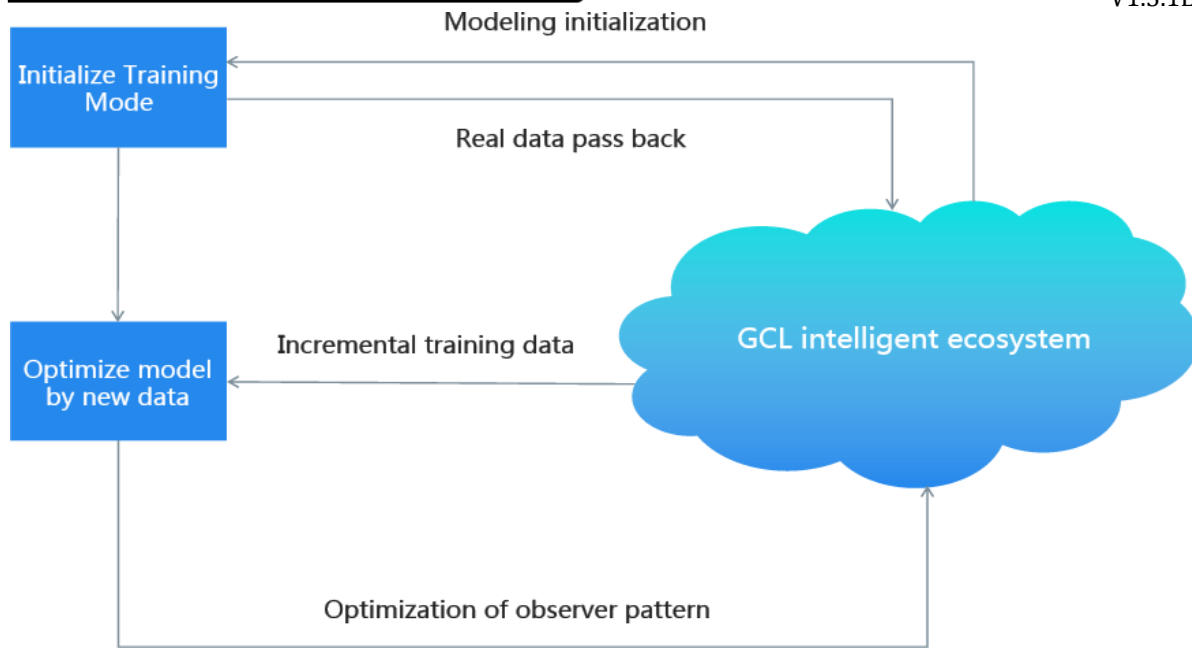 Modeling initialization
Initialize Training
Mode
Real data pass back
GCL intelligent ecosystem
Incremental training data
Optimize model
by new data
Optimization of observer pattern